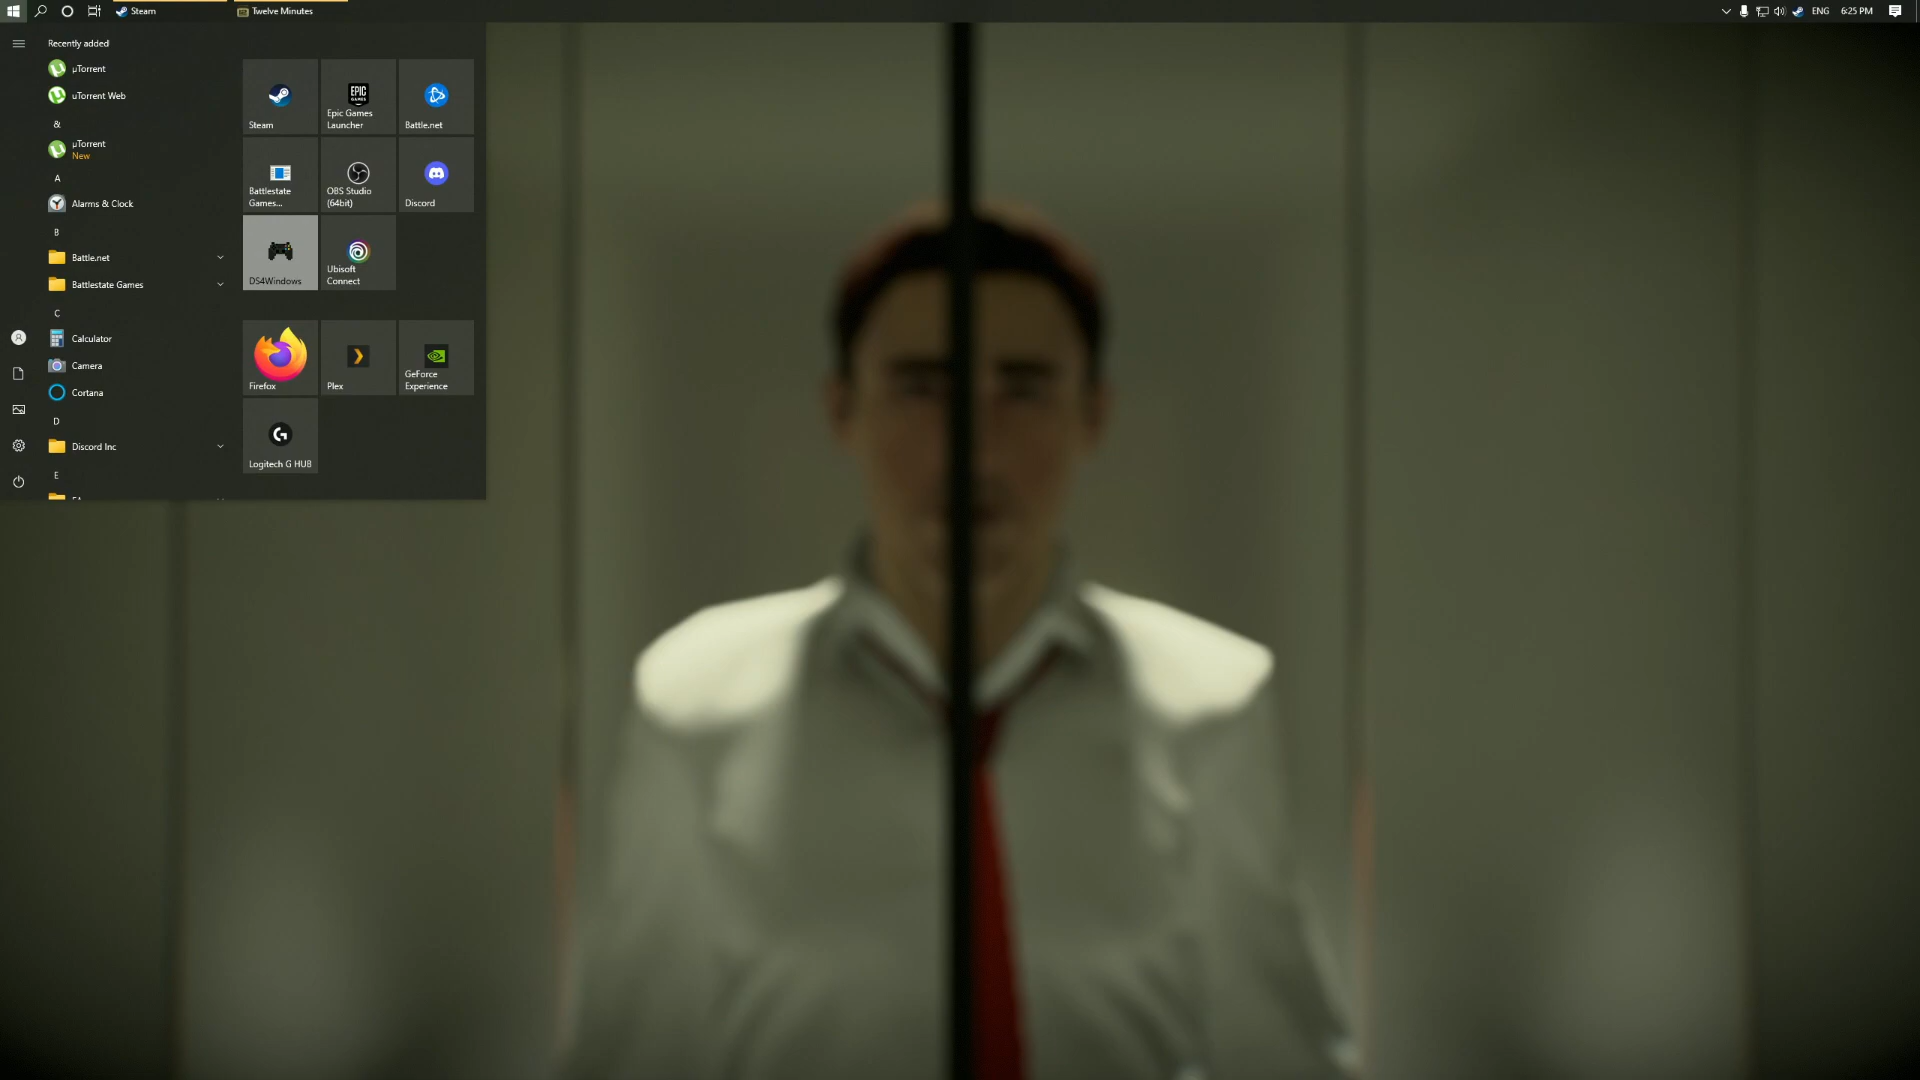 Steam
Twelve Minutes
ENG
6:25 PM
Recently added
µTorrent
uTorrent Web
&
µTorrent
New
A
Alarms & Clock
B
Battle.net
Battlestate Games
C
Calculator
Camera
Cortana
D
Discord Inc
E
Steam
EPIC
GAMES
Epic Games
Launcher
Battle.net
Battlestate
Games...
OBS Studio
(64bit)
Discord
DS4Windows
Ubisoft
Connect
Firefox
Plex
GeForce
Experience
Logitech G HUB